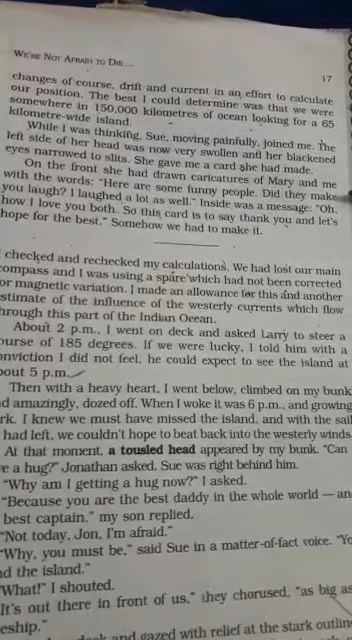 WE'RE NOT AFRAID TO DIE...
17
changes of course, drift and current in an effort to calculate
our position. The best I could determine was that we were
somewhere in 150,000 kilometres of ocean looking for a 65
kilometre-wide island.
While I was thinking, Sue, moving painfully, joined me. The
left side of her head was now very swollen and her blackened
eyes narrowed to slits. She gave me a card she had made.
On the front she had drawn caricatures of Mary and me
with the words: "Here are some funny people. Did they make
you laugh? I laughed a lot as well." Inside was a message: "Oh,
how I love you both. So this card is to say thank you and let's
hope for the best." Somehow we had to make it.
I checked and rechecked my calculations. We had lost our main
compass and I was using a spare which had not been corrected
or magnetic variation. I made an allowance for this and another
stimate of the influence of the westerly currents which flow
hrough this part of the Indian Ocean.
About 2 p.m., I went on deck and asked Larry to steer a
ourse of 185 degrees. If we were lucky, I told him with a
onviction I did not feel, he could expect to see the island at
bout 5 p.m.
Then with a heavy heart, I went below, climbed on my bunk
d amazingly, dozed off. When I woke it was 6 p.m., and growing
rk. I knew we must have missed the island, and with the sail
had left, we couldn't hope to beat back into the westerly winds.
At that moment, a tousled head appeared by my bunk. "Can
e a hug?" Jonathan asked. Sue was right behind him.
"Why am I getting a hug now?" I asked.
"Because you are the best daddy in the whole world — an
best captain," my son replied.
"Not today, Jon, I'm afraid."
"Why, you must be," said Sue in a matter-of-fact voice. "Yo
d the island."
"What!" I shouted.
It's out there in front of us," they chorused, "as big as
eship."
deck and gazed with relief at the stark outlin